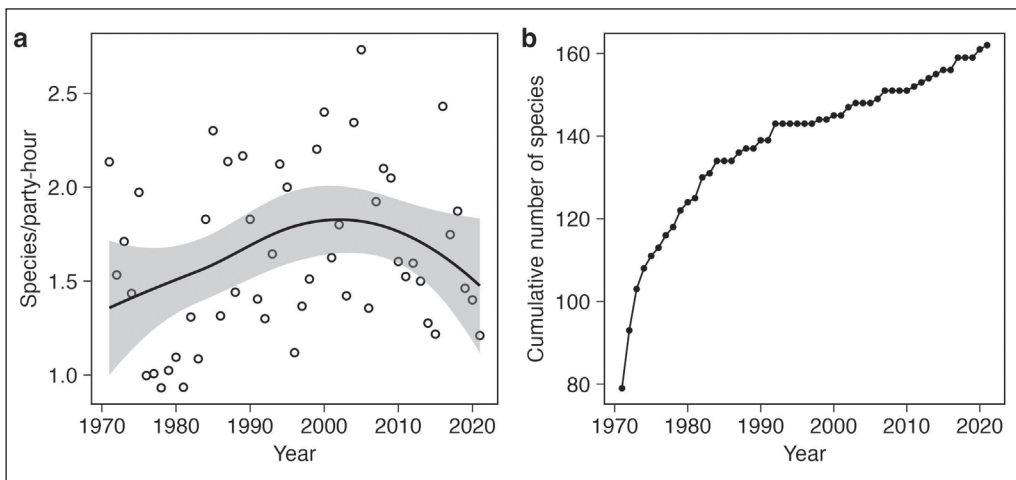 a
Species/party-hour
2.5
2.0
1.5
1.0
1970 1980 1990 2000 2010 2020
Year
b
Cumulative number of species
160
140
120
100
80
1970 1980 1990 2000 2010 2020
Year